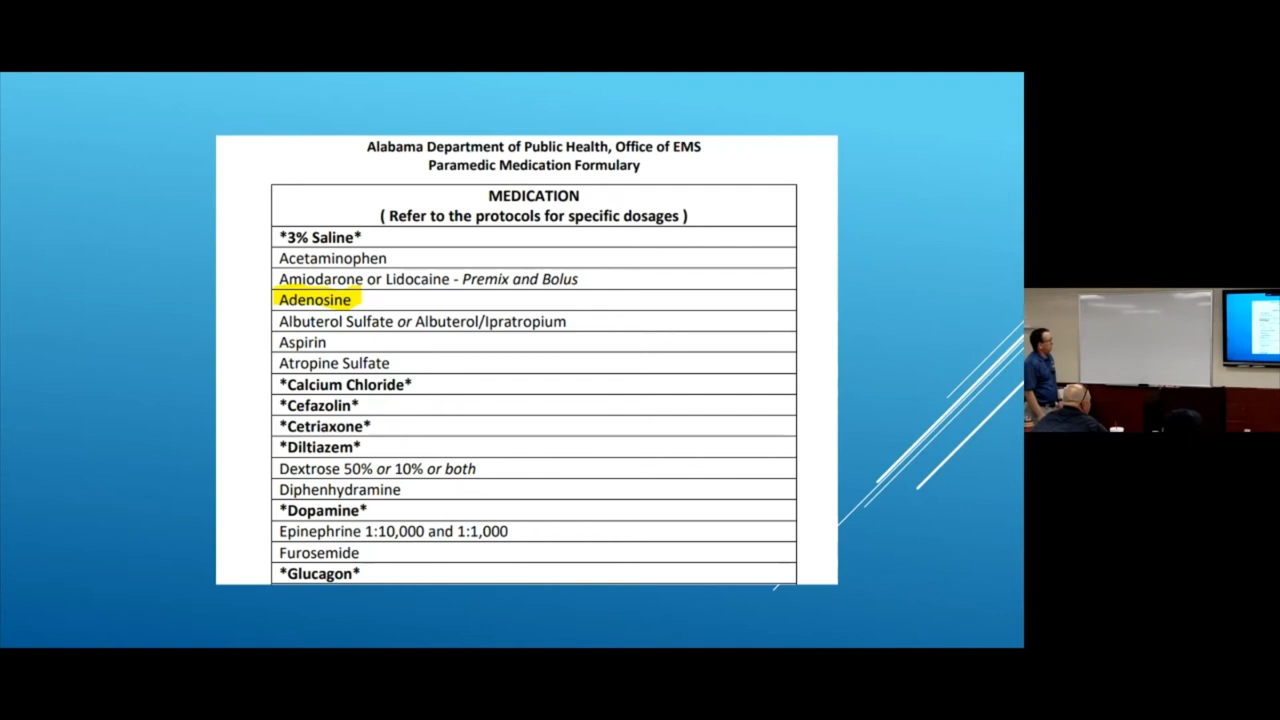 Alabama Department of Public Health, Office of EMS
Paramedic Medication Formulary
MEDICATION
( Refer to the protocols for specific dosages )
*3% Saline*
Acetaminophen
Amiodarone or Lidocaine - Premix and Bolus
Adenosine
Albuterol Sulfate or Albuterol/Ipratropium
Aspirin
Atropine Sulfate
*Calcium Chloride*
*Cefazolin*
*Cetriaxone*
*Diltiazem*
Dextrose 50% or 10% or both
Diphenhydramine
*Dopamine*
Epinephrine 1:10,000 and 1:1,000
Furosemide
*Glucagon*